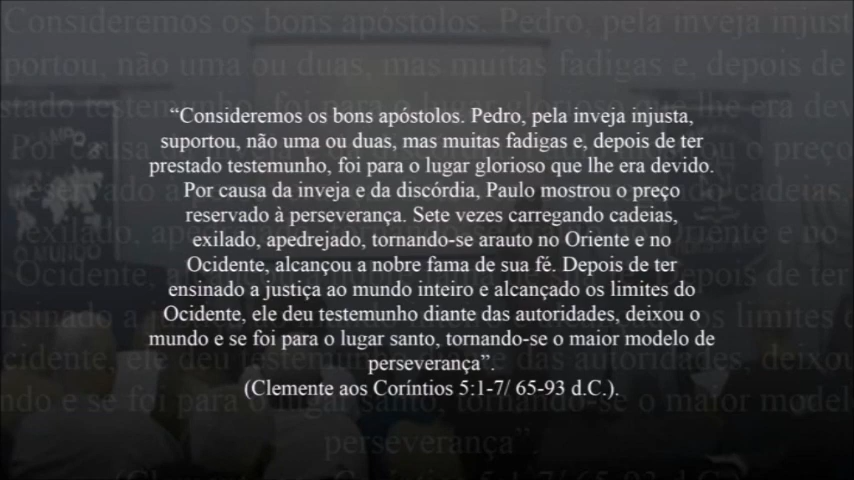 “Consideremos os bons apóstolos. Pedro, pela inveja injusta,
suportou, não uma ou duas, mas muitas fadigas e, depois de ter
prestado testemunho, foi para o lugar glorioso que lhe era devido.
Por causa da inveja e da discórdia, Paulo mostrou o preço
reservado à perseverança. Sete vezes carregando cadeias,
exilado, apedrejado, tornando-se arauto no Oriente e no
Ocidente, alcançou a nobre fama de sua fé. Depois de ter
ensinado a justiça ao mundo inteiro e alcançado os limites do
Ocidente, ele deu testemunho diante das autoridades, deixou o
mundo e se foi para o lugar santo, tornando-se o maior modelo de
perseverança”.
(Clemente aos Coríntios 5:1-7/ 65-93 d.C.).